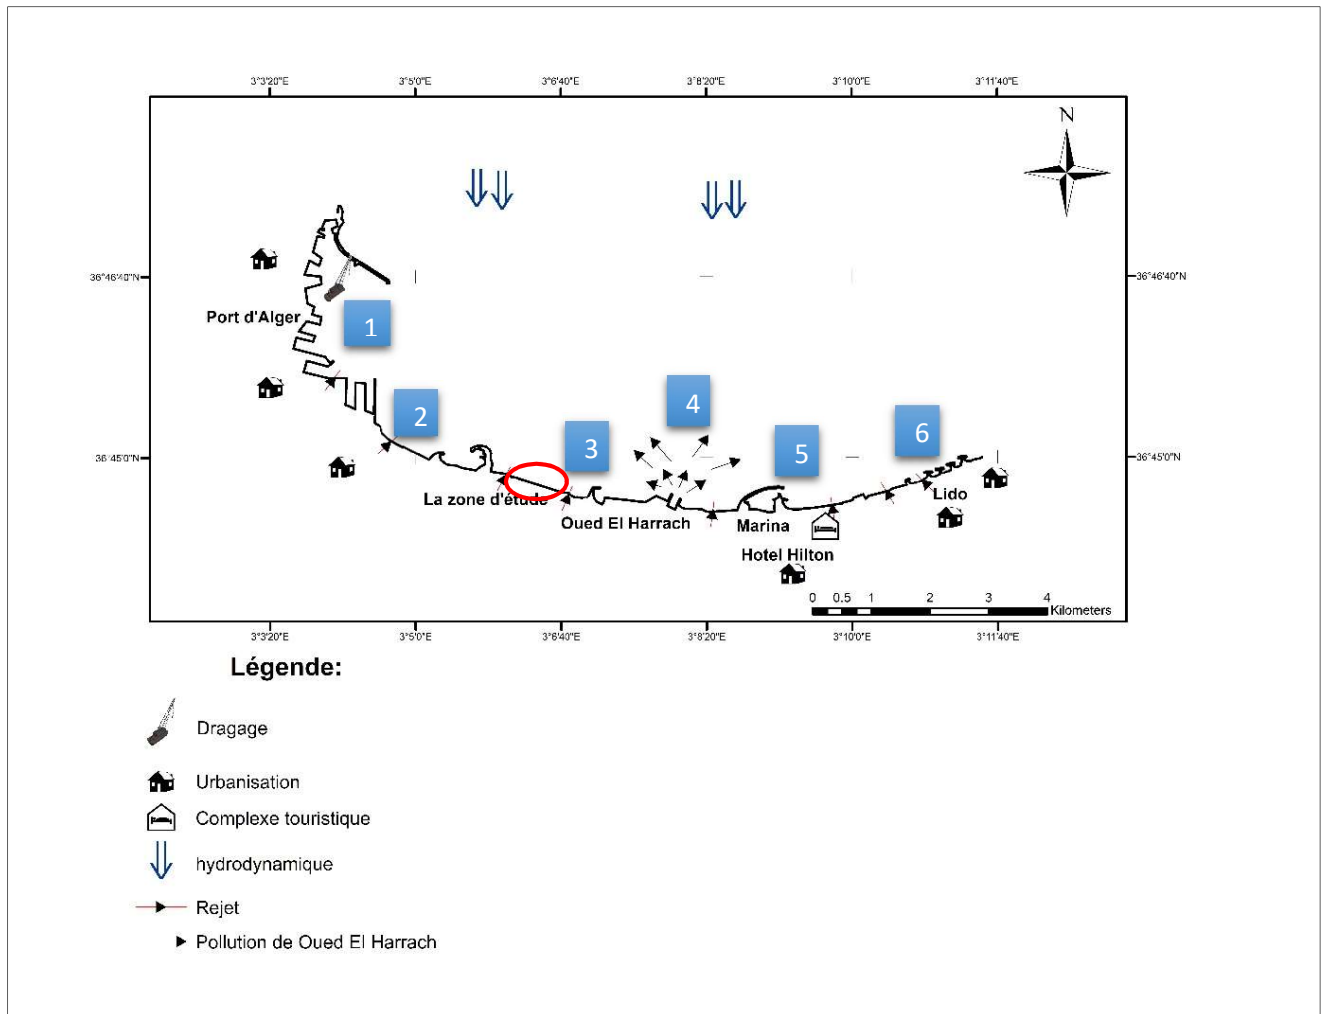 3°3'20"E 3°5'0"E 3°6'40"E 3°8'20"E 3°10'0"E 3°11'40"E
N
36°46'40"N 36°46'40"N
Port d'Alger
1
2
3
4
5
6
36°45'0"N 36°45'0"N
La zone d'étude
Lido
Oued El Harrach
Marina
Hotel Hilton
0 0.5 1 2 3 4
Kilometers
3°3'20"E 3°5'0"E 3°6'40"E 3°8'20"E 3°10'0"E 3°11'40"E
Légende:
Dragage
Urbanisation
Complexe touristique
hydrodynamique
Rejet
Pollution de Oued El Harrach